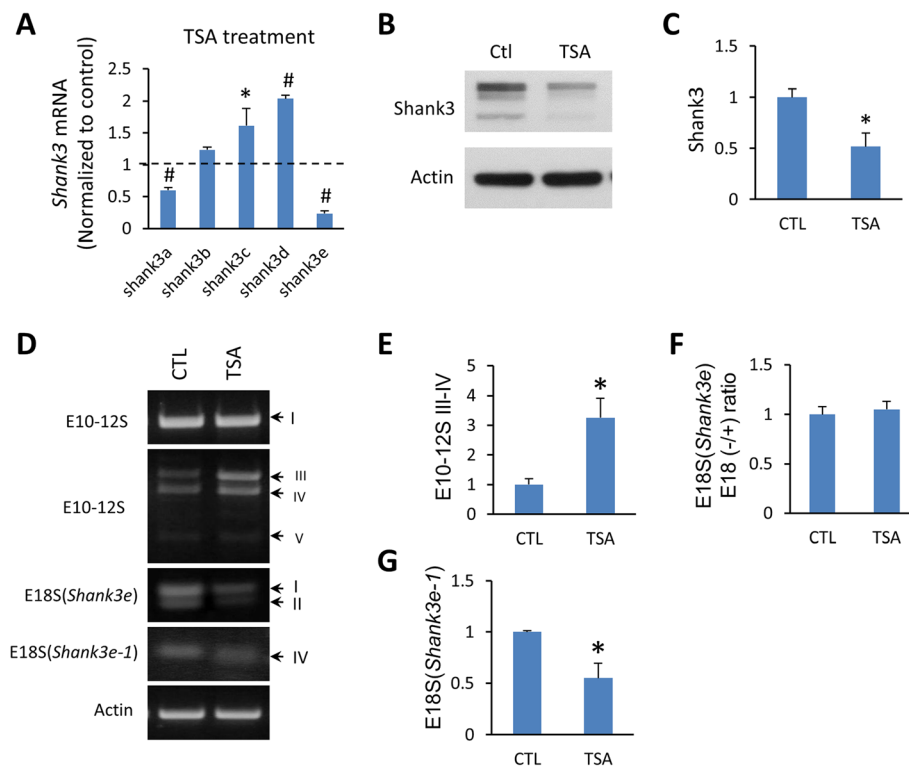 A
TSA treatment
Shank3 mRNA
(Normalized to control)
2.5
2
1.5
1
0.5
0
#
*
#
#
shank3a
shank3b
shank3c
shank3d
shank3e
B
Ctl
TSA
Shank3
Actin
C
Shank3
1.5
1
0.5
0
*
CTL
TSA
D
CTL
TSA
E10-12S
I
E10-12S
III
IV
V
E18S(Shank3e)
I
II
E18S(Shank3e-1)
IV
Actin
E
E10-12S III-IV
5
4
3
2
1
0
*
CTL
TSA
F
E18S(Shank3e)
E18 (-/+) ratio
1.5
1
0.5
0
CTL
TSA
G
E18S(Shank3e-1)
1.5
1
0.5
0
*
CTL
TSA